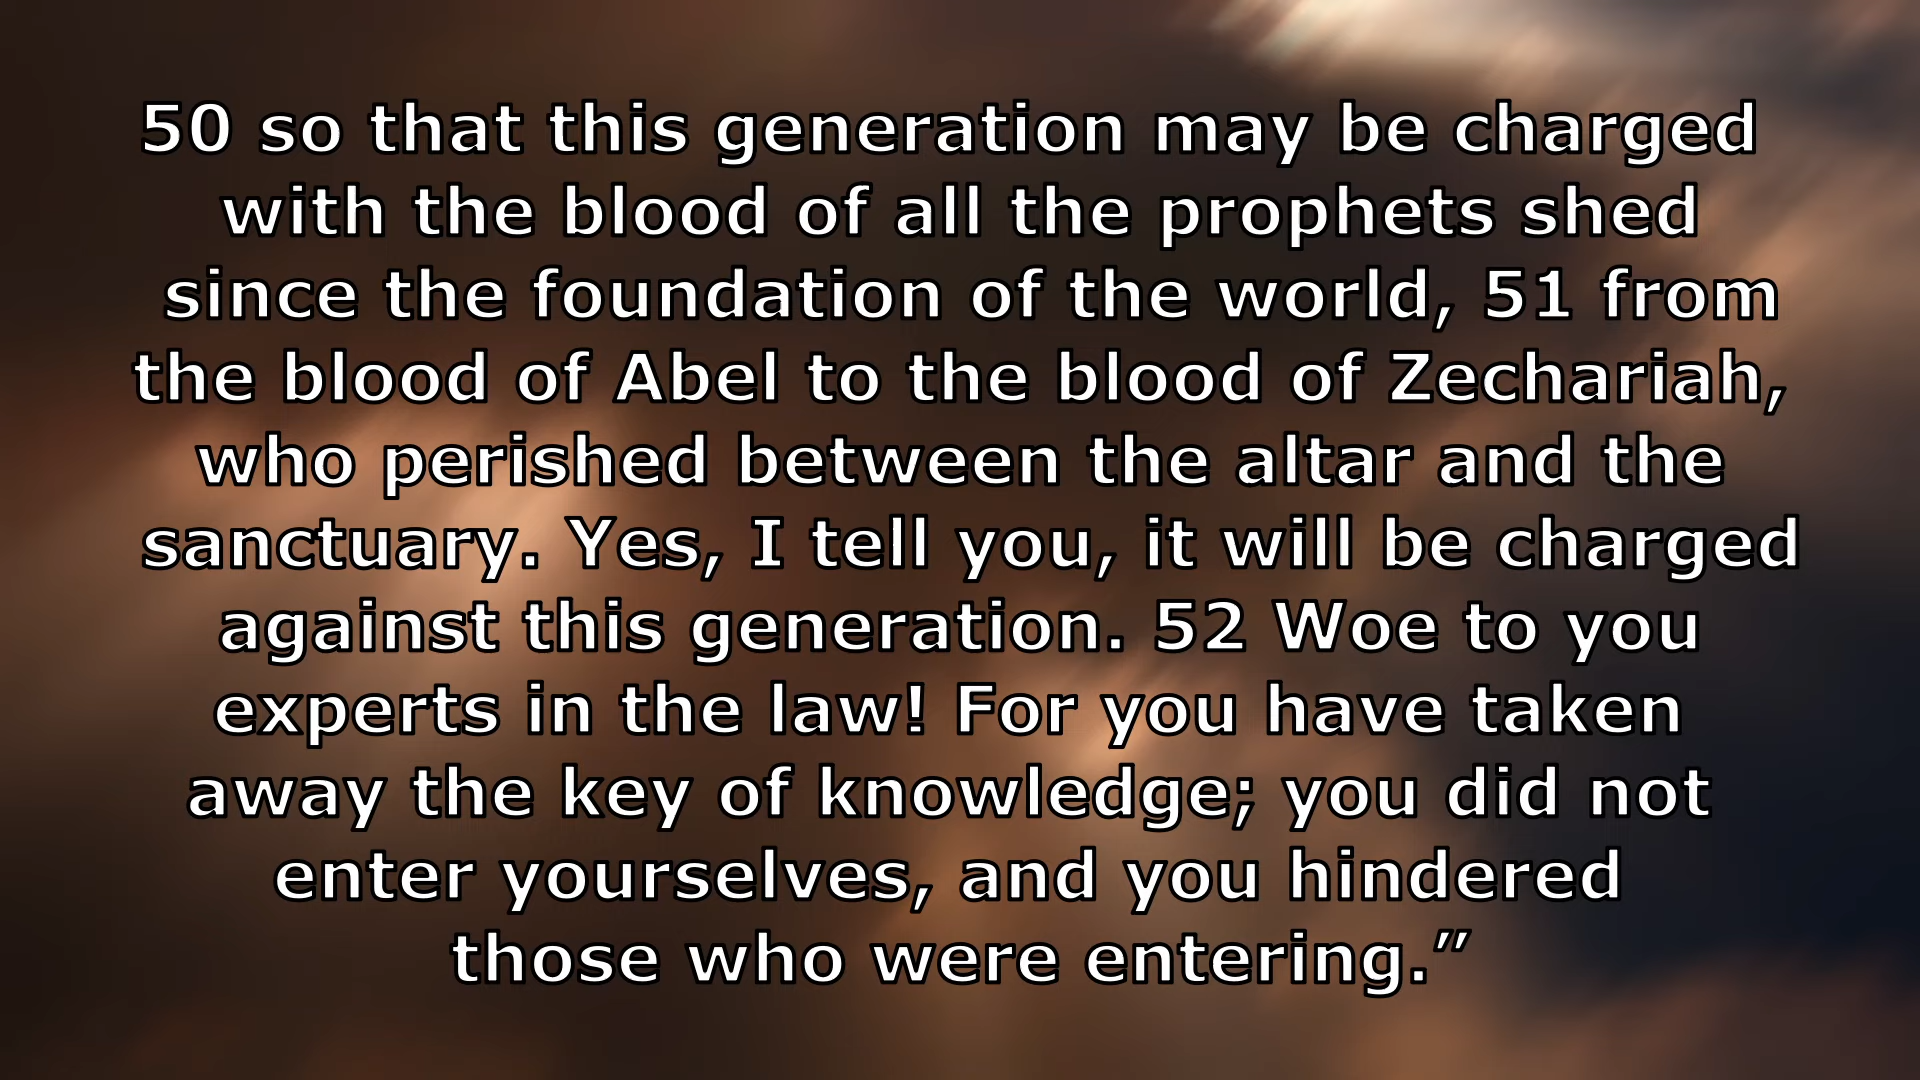 50 so that this generation may be charged
with the blood of all the prophets shed
since the foundation of the world, 51 from
the blood of Abel to the blood of Zechariah,
who perished between the altar and the
sanctuary. Yes, I tell you, it will be charged
against this generation. 52 Woe to you
experts in the law! For you have taken
away the key of knowledge; you did not
enter yourselves, and you hindered
those who were entering.”